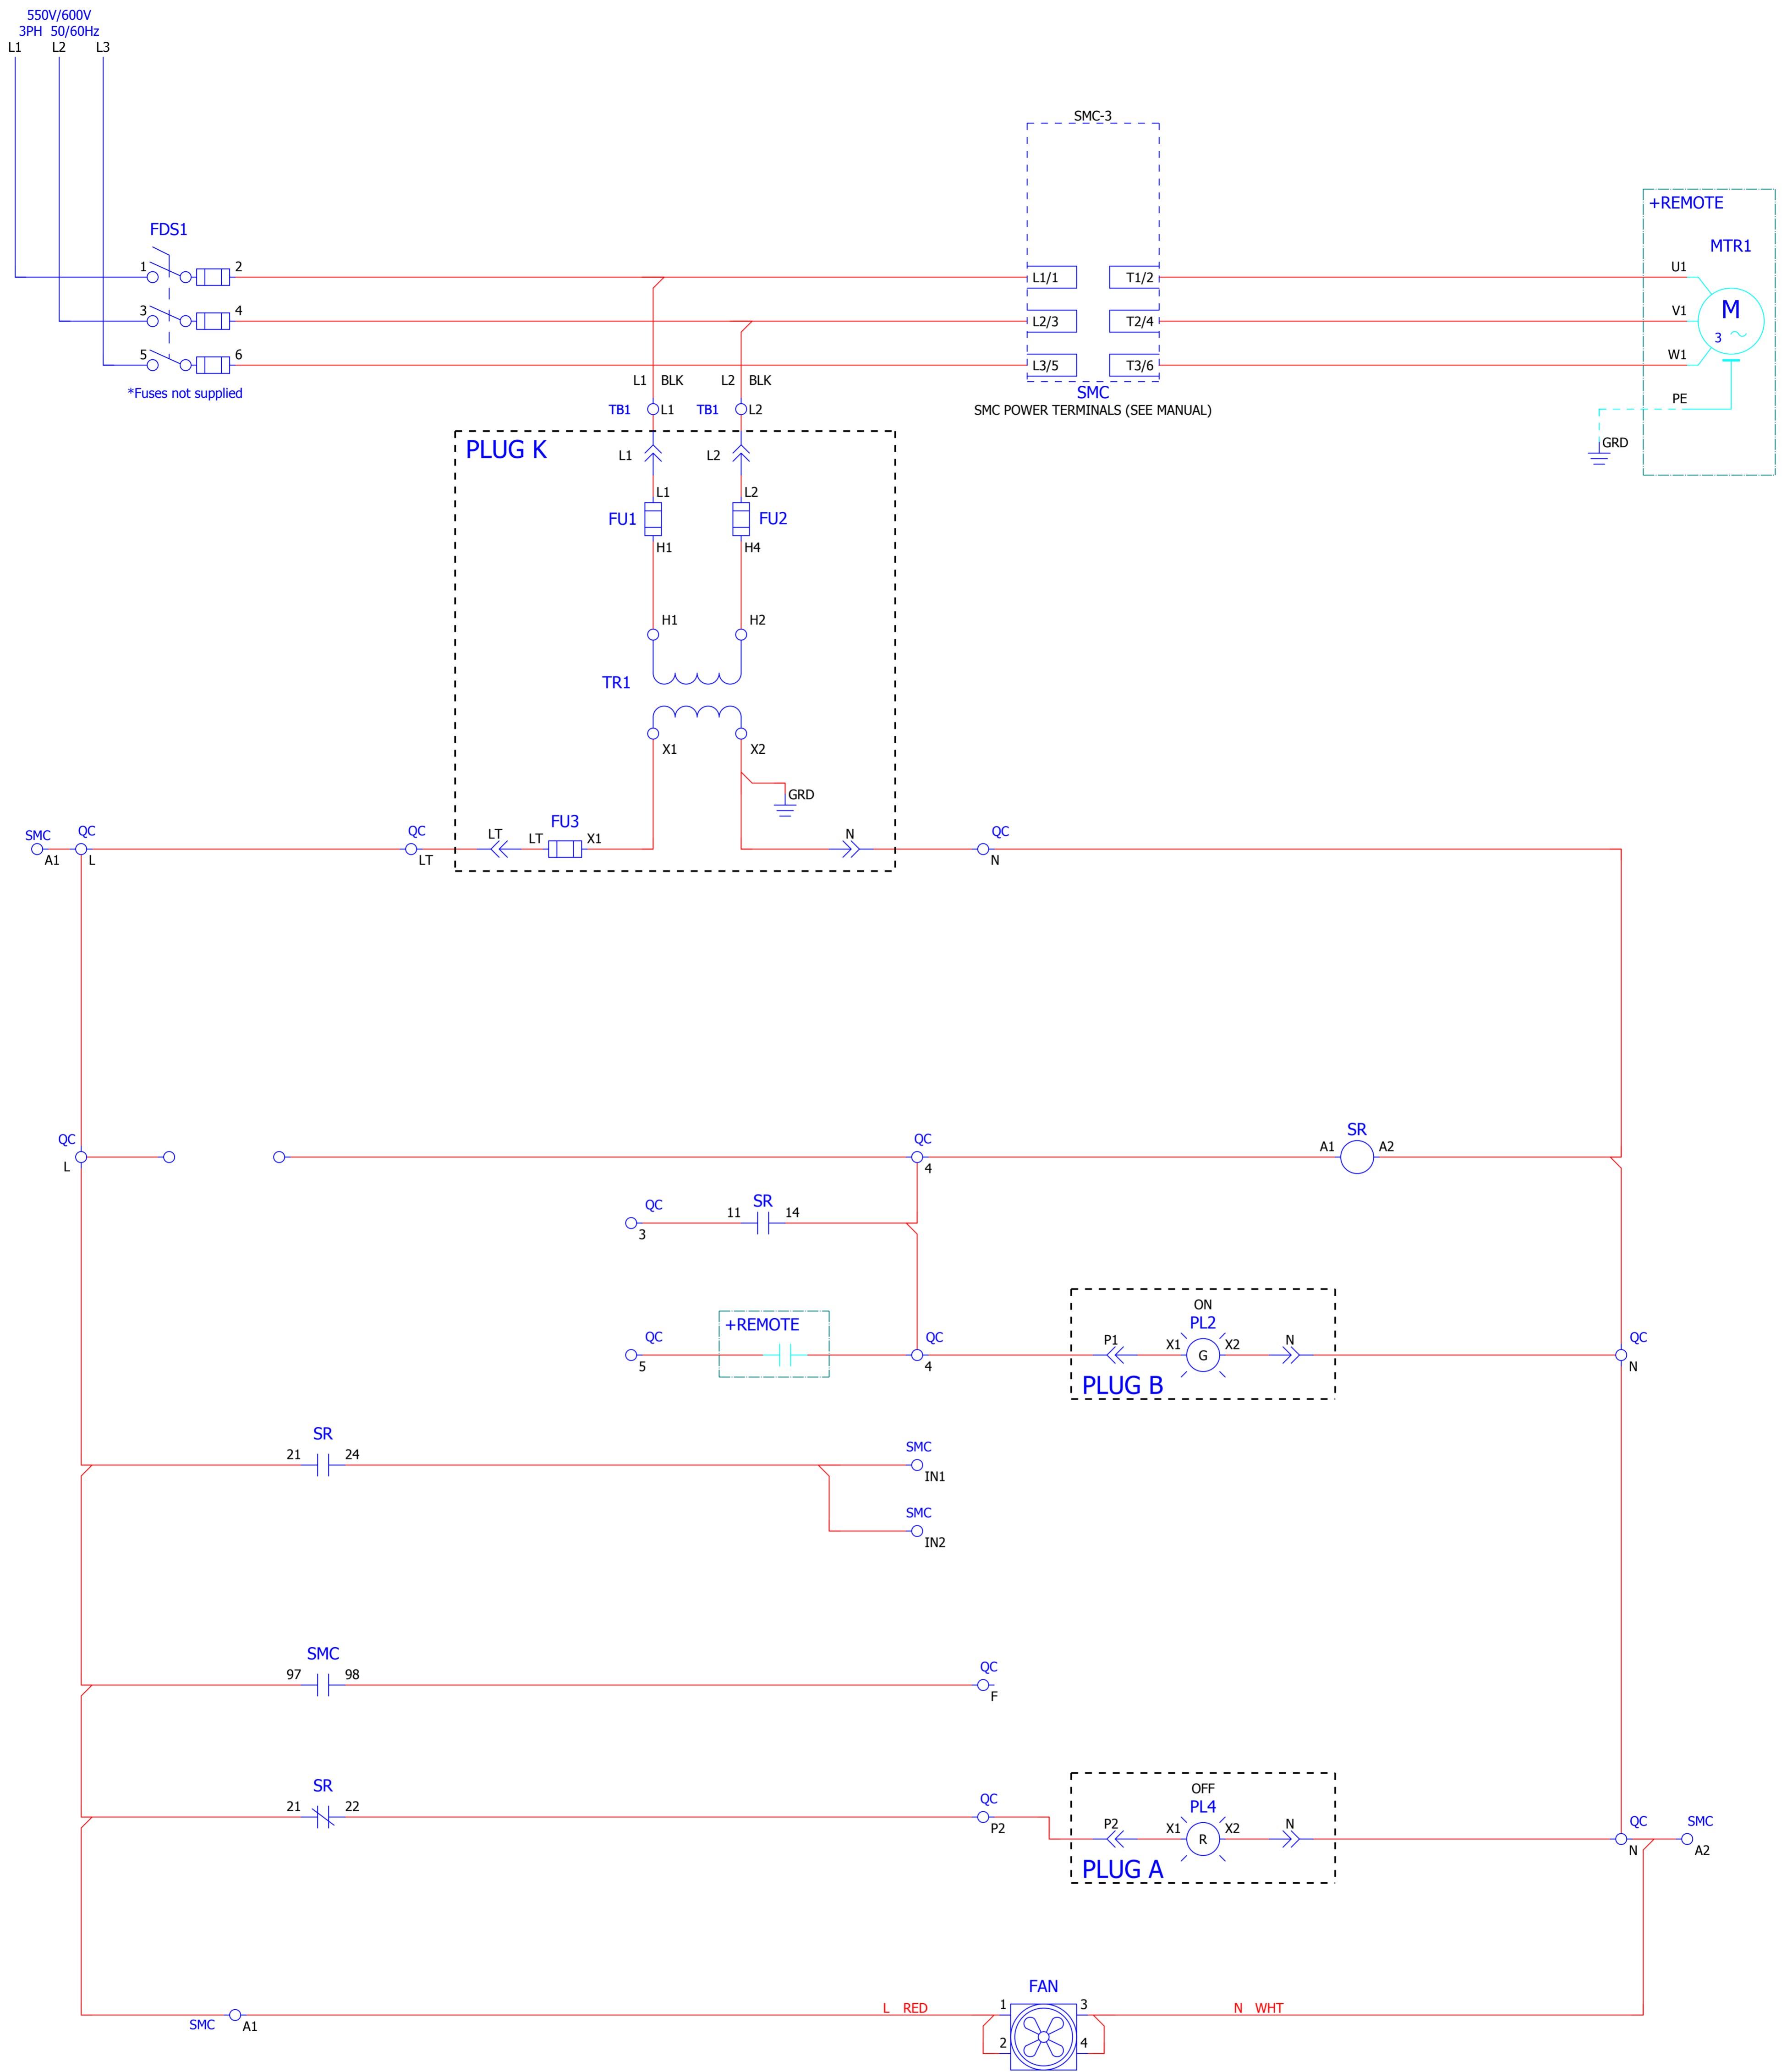 550V/600V
3PH 50/60Hz
L1 L2 L3
SMC-3
+REMOTE
FDS1
MTR1
1 2
L1/1 T1/2
U1
3 4
L2/3 T2/4
V1
M
3
5 6
L3/5 T3/6
W1
*Fuses not supplied
L1 BLK L2 BLK
SMC
PE
TB1 L1 TB1 L2
SMC POWER TERMINALS (SEE MANUAL)
GRD
PLUG K
L1 L2
L1 L2
FU1 FU2
H1 H4
H1 H2
TR1
X1 X2
GRD
SMC QC QC FU3 QC
LT LT X1 N
A1 L LT N
QC QC SR
A1 A2
L 4
QC SR
11 14
3
ON
+REMOTE PL2
QC QC P1 X1 X2 N QC
G
5 4 N
PLUG B
SR
21 24
SMC
IN1
SMC
IN2
SMC
97 98
QC
F
SR OFF
21 22
QC PL4
P2 P2 X1 X2 N QC SMC
R
N A2
PLUG A
FAN
L RED 1 3 N WHT
SMC A1
2 4